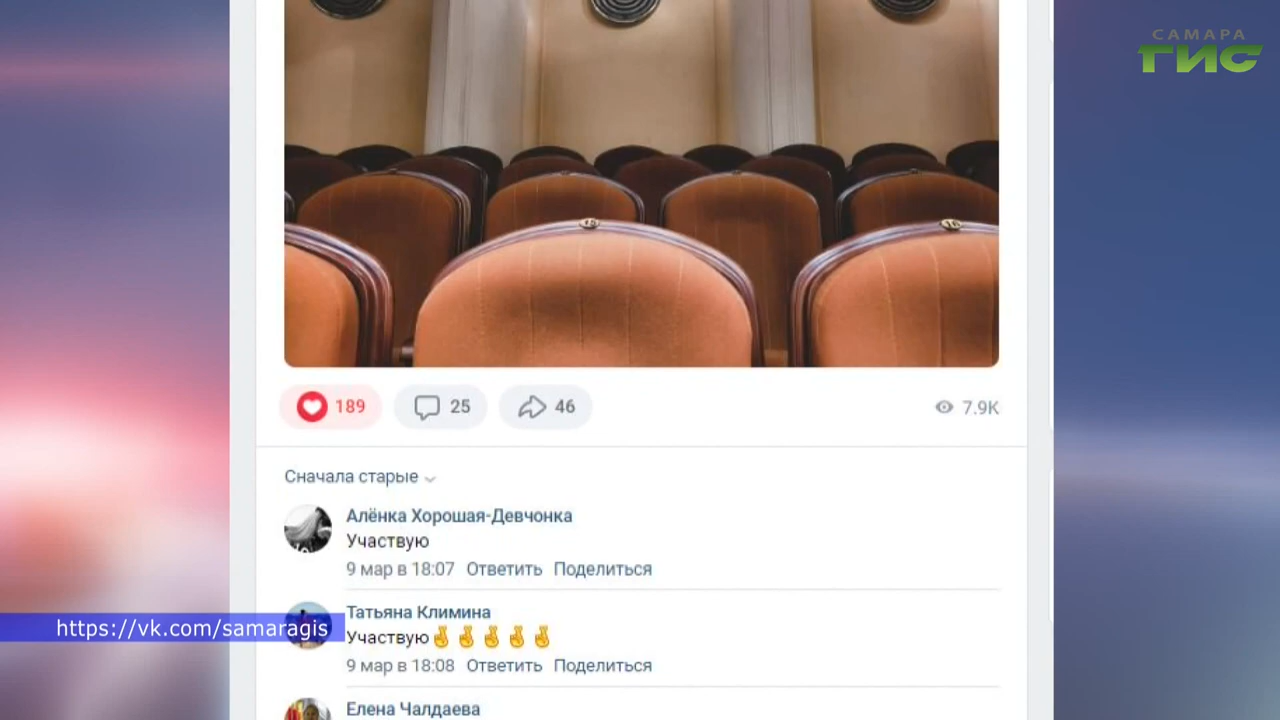 САМАРА
ГИС
189
25
46
7.9K
Сначала старые
Алёнка Хорошая-Девчонка
Участвую
9 мар в 18:07 Ответить Поделиться
Татьяна Климина
https://vk.com/samaragis
Участвую🤞🤞🤞🤞🤞
9 мар в 18:08 Ответить Поделиться
Елена Чалдаева